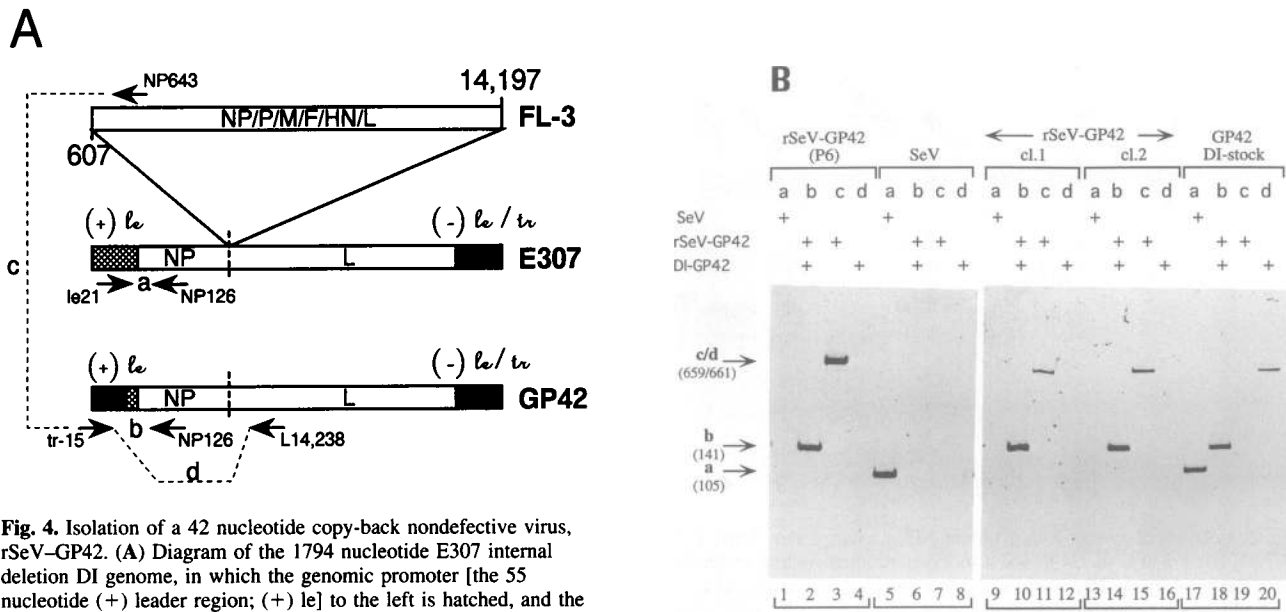 A
NP643
14,197
NP/P/M/F/HN/L
FL-3
607
(+) le
(-) le / tr
NP
L
E307
c
le21
a
NP126
(+) le
(-) le / tr
NP
L
GP42
tr-15
b
NP126
L14,238
d
Fig. 4. Isolation of a 42 nucleotide copy-back nondefective virus,
rSeV–GP42. (A) Diagram of the 1794 nucleotide E307 internal
deletion DI genome, in which the genomic promoter [the 55
nucleotide (+) leader region; (+) le] to the left is hatched, and the
B
rSeV-GP42
(P6)
SeV
rSeV-GP42
cl.1
cl.2
GP42
DI-stock
a b c d a b c d a b c d a b c d a b c d
SeV + + + + +
rSeV-GP42 + + + + + + + + + +
DI-GP42 + + + + + + + + + +
c/d
(659/661)
b
(141)
a
(105)
1 2 3 4 5 6 7 8 9 10 11 12 13 14 15 16 17 18 19 20